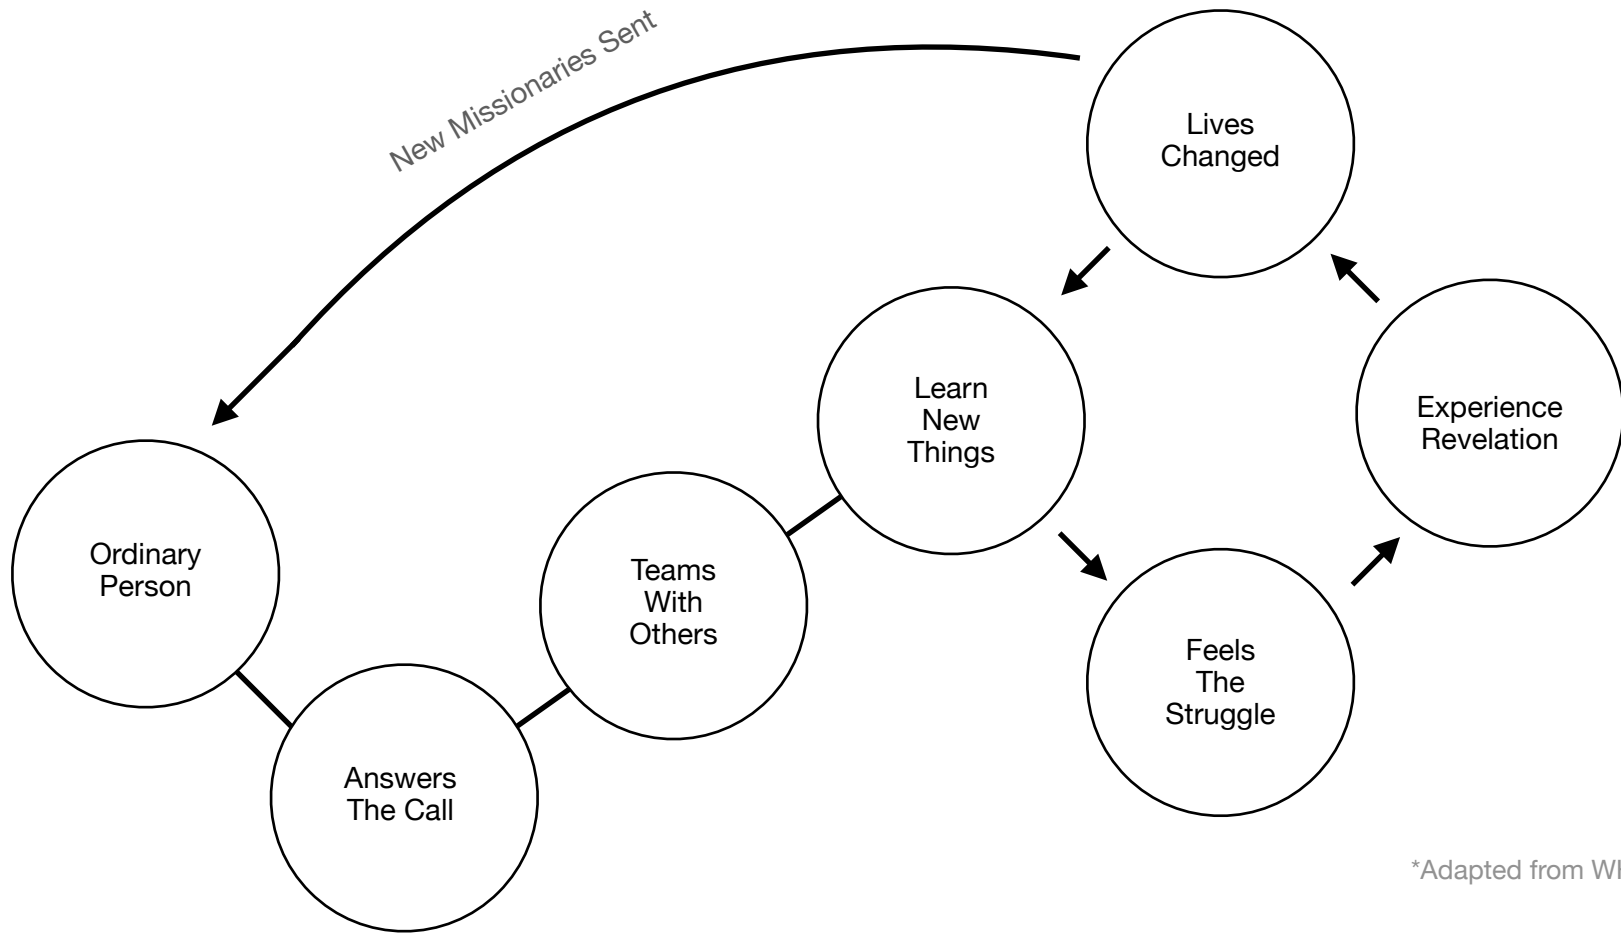 New Missionaries Sent
Lives
Changed
Learn
New
Things
Experience
Revelation
Ordinary
Person
Teams
With
Others
Feels
The
Struggle
Answers
The Call
*Adapted from